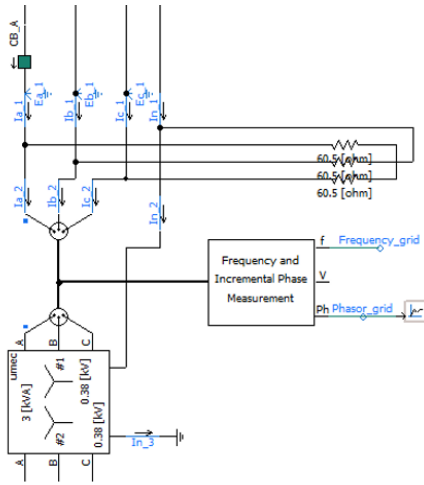 CB_A
Ia_1
Ea_1
Ib_1
Eb_1
Ic_1
Ec_1
In_1
60.5 [ohm]
60.5 [ohm]
60.5 [ohm]
Ia_2
Ib_2
Ic_2
In_2
Frequency and
Incremental Phase
Measurement
f
Frequency_grid
V
Ph
Phasor_grid
A
B
C
umec
3 [kVA]
#1
#2
0.38 [kV]
0.38 [kV]
In_3
A
B
C